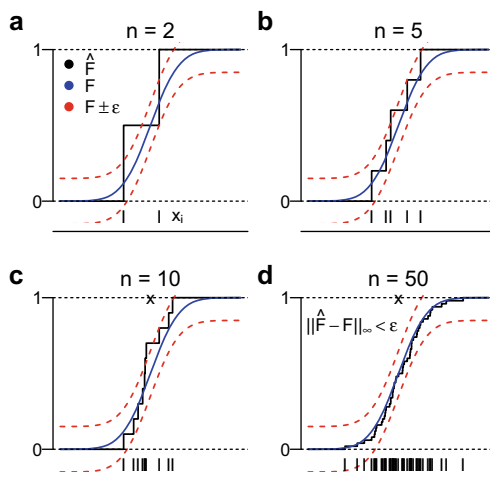 a
n = 2
1
0
F̂
F
F ± ε
xᵢ
b
n = 5
1
0
c
n = 10
x
1
0
d
n = 50
x
1
0
||F̂ − F||∞ < ε